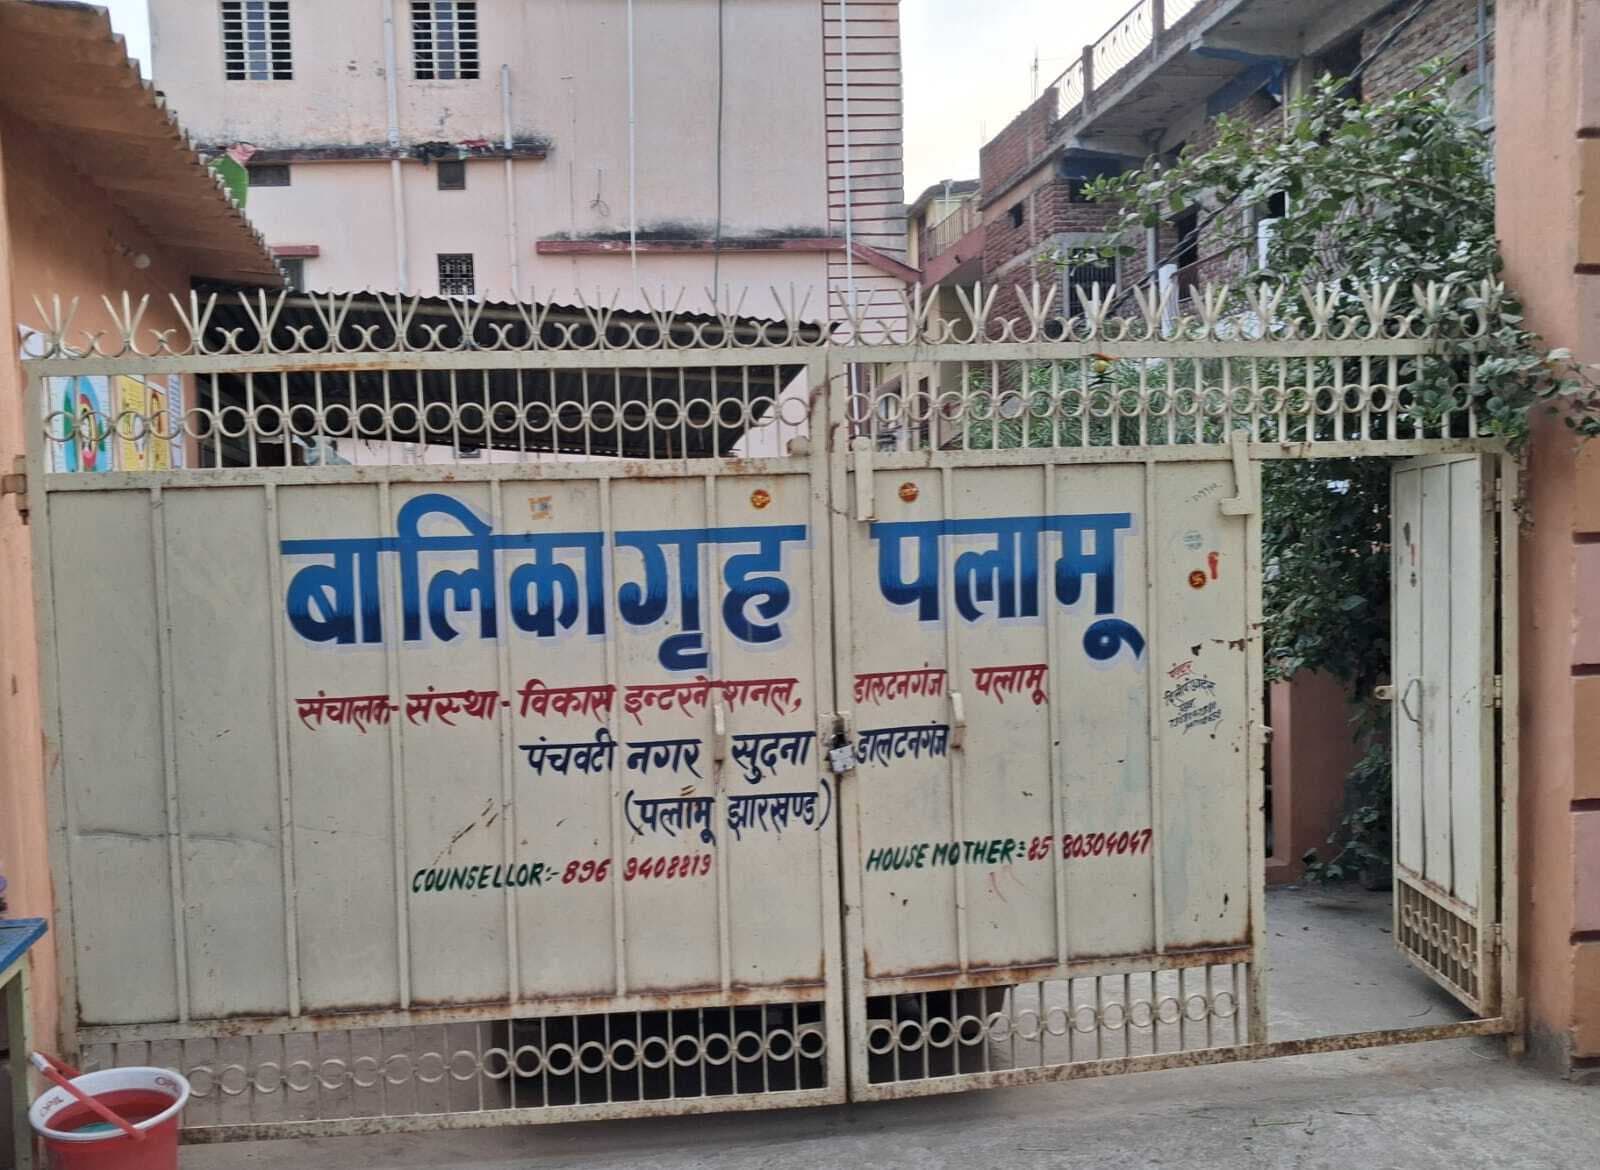 बालिकागृहं पलामू
संचालक-संस्था-विकास इन्टरनेशनल, डालटनगंज पलामू
पंचवटी नगर सुदना डालटनगंज
(पलामू झारखण्ड)
COUNSELLOR:- 896 9408819
HOUSE MOTHER:- 85 80304047
OPIL